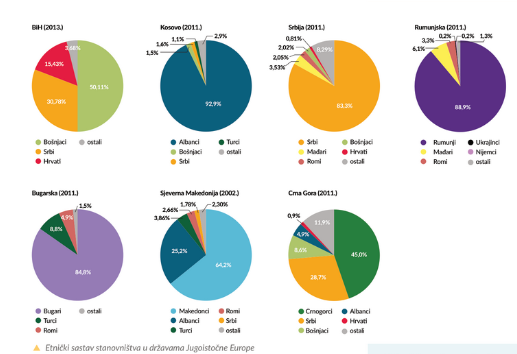 BiH (2013.)
3,68%
15,43%
50,11%
30,78%
Bošnjaci
ostali
Srbi
Hrvati
Kosovo (2011.)
1,1%
2,9%
1,6%
1,5%
92,9%
Albanci
Turci
Bošnjaci
ostali
Srbi
Srbija (2011.)
0,81%
2,02%
8,29%
2,05%
3,53%
83,3%
Srbi
Bošnjaci
Mađari
Hrvati
Romi
ostali
Rumunjska (2011.)
0,2%
0,2%
1,3%
3,3%
6,1%
88,9%
Rumunji
Ukrajinci
Mađari
Nijemci
Romi
ostali
Bugarska (2011.)
1,5%
4,9%
8,8%
84,8%
Bugari
ostali
Turci
Romi
Sjeverna Makedonija (2002.)
1,78%
2,30%
2,66%
3,86%
25,2%
64,2%
Makedonci
Romi
Albanci
Srbi
Turci
ostali
Crna Gora (2011.)
0,9%
11,9%
4,9%
8,6%
45,0%
28,7%
Crnogorci
Albanci
Srbi
Hrvati
Bošnjaci
ostali
Etnički sastav stanovništva u državama Jugoistočne Europe